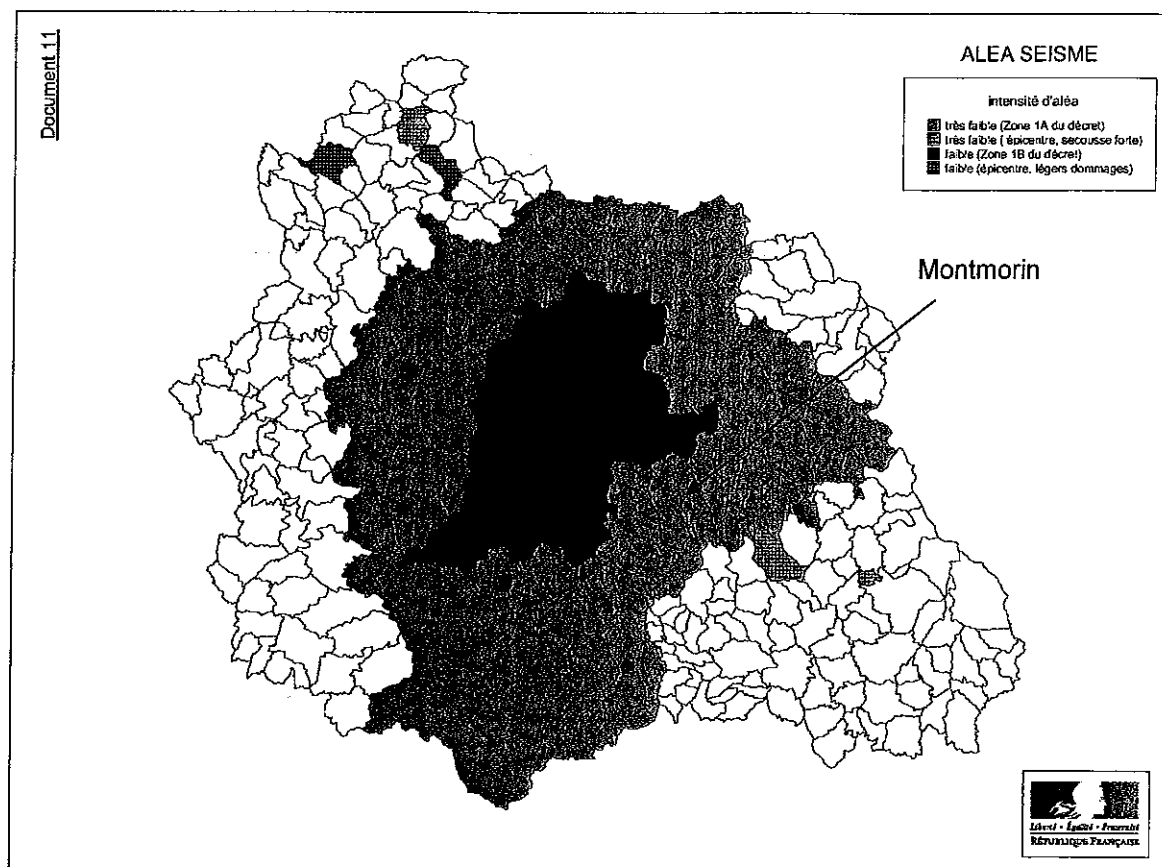 Document 11
ALEA SEISME
intensité d'aléa
très faible (Zone 1A du décret)
très faible ( épicentre, secousse forte)
faible (Zone 1B du décret)
faible (épicentre, légers dommages)
Montmorin
Liberté • Égalité • Fraternité
RÉPUBLIQUE FRANÇAISE